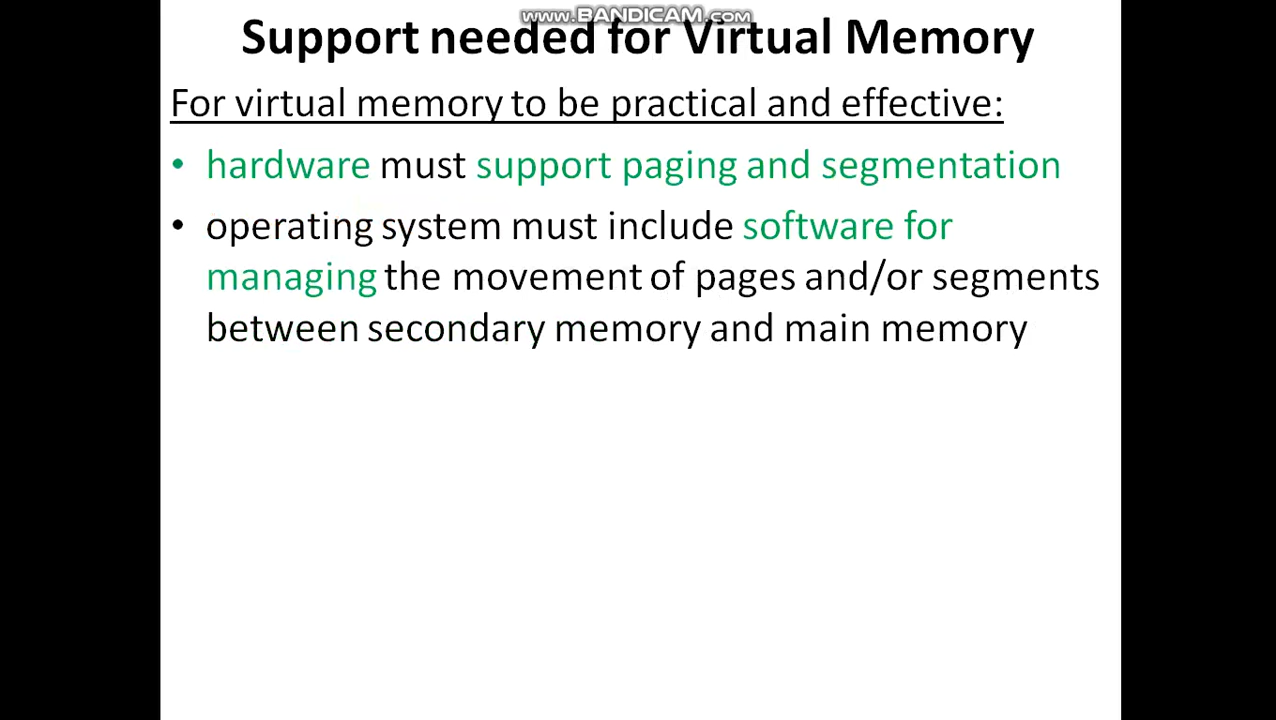 www.BANDICAM.com
Support needed for Virtual Memory
For virtual memory to be practical and effective:
• hardware must support paging and segmentation
• operating system must include software for
managing the movement of pages and/or segments
between secondary memory and main memory